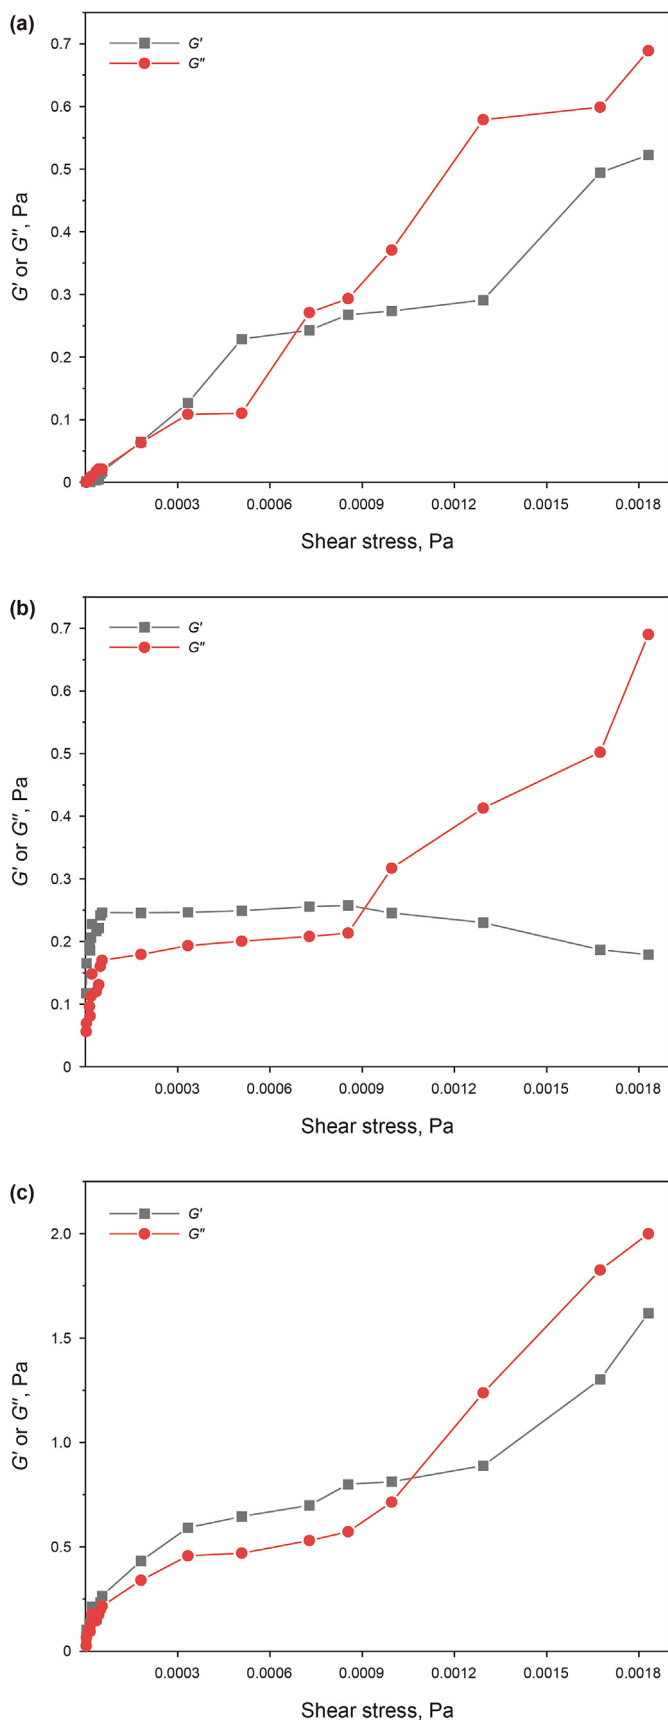 (a)
G′
G″
0.7
0.6
0.5
0.4
0.3
0.2
0.1
0
G′ or G″, Pa
0.0003 0.0006 0.0009 0.0012 0.0015 0.0018
Shear stress, Pa
(b)
G′
G″
0.7
0.6
0.5
0.4
0.3
0.2
0.1
0
G′ or G″, Pa
0.0003 0.0006 0.0009 0.0012 0.0015 0.0018
Shear stress, Pa
(c)
G′
G″
2.0
1.5
1.0
0.5
0
G′ or G″, Pa
0.0003 0.0006 0.0009 0.0012 0.0015 0.0018
Shear stress, Pa